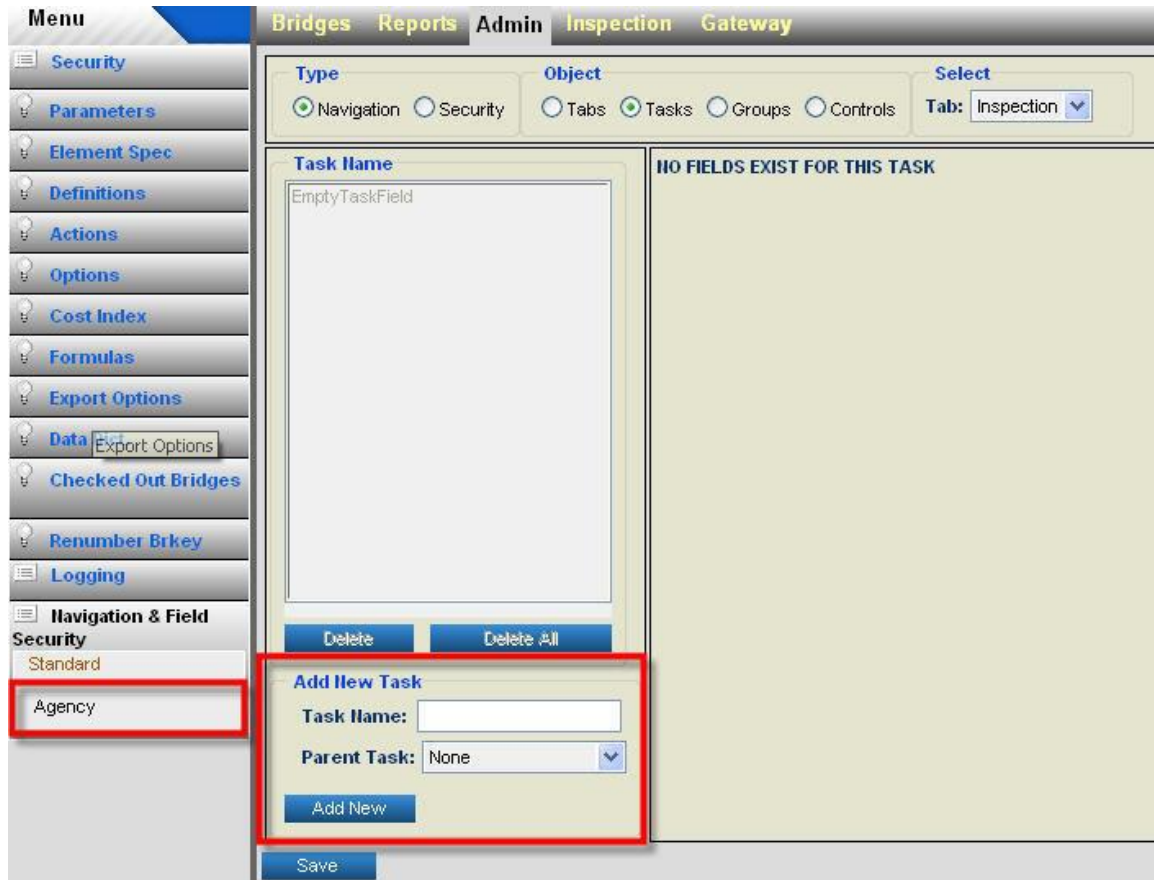 Menu
Bridges Reports Admin Inspection Gateway
Security
Parameters
Element Spec
Definitions
Actions
Options
Cost Index
Formulas
Export Options
Data Dict
Export Options
Checked Out Bridges
Renumber Brkey
Logging
Navigation & Field
Security
Standard
Agency
Type
Navigation Security
Object
Tabs Tasks Groups Controls
Select
Tab: Inspection
Task Name
EmptyTaskField
Delete Delete All
Add New Task
Task Name:
Parent Task: None
Add New
Save
NO FIELDS EXIST FOR THIS TASK